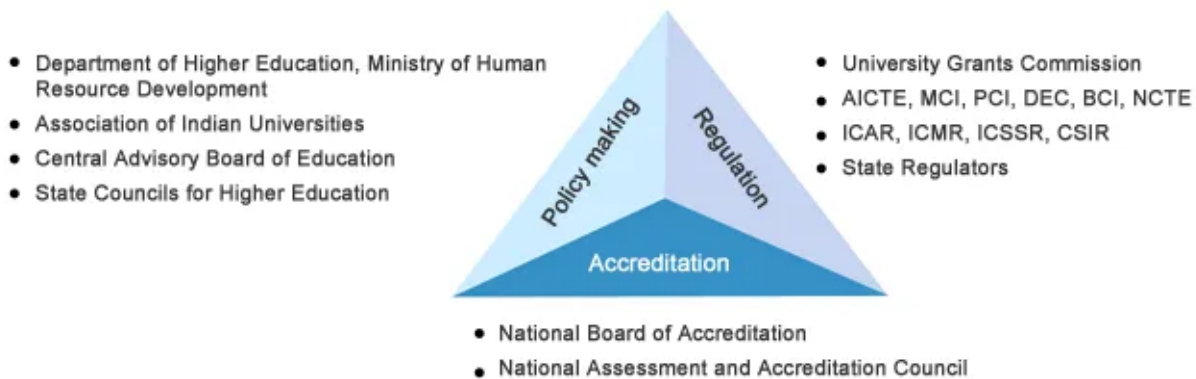 • Department of Higher Education, Ministry of Human
Resource Development
• Association of Indian Universities
• Central Advisory Board of Education
• State Councils for Higher Education
Policy making
Regulation
• University Grants Commission
• AICTE, MCI, PCI, DEC, BCI, NCTE
• ICAR, ICMR, ICSSR, CSIR
• State Regulators
Accreditation
• National Board of Accreditation
• National Assessment and Accreditation Council